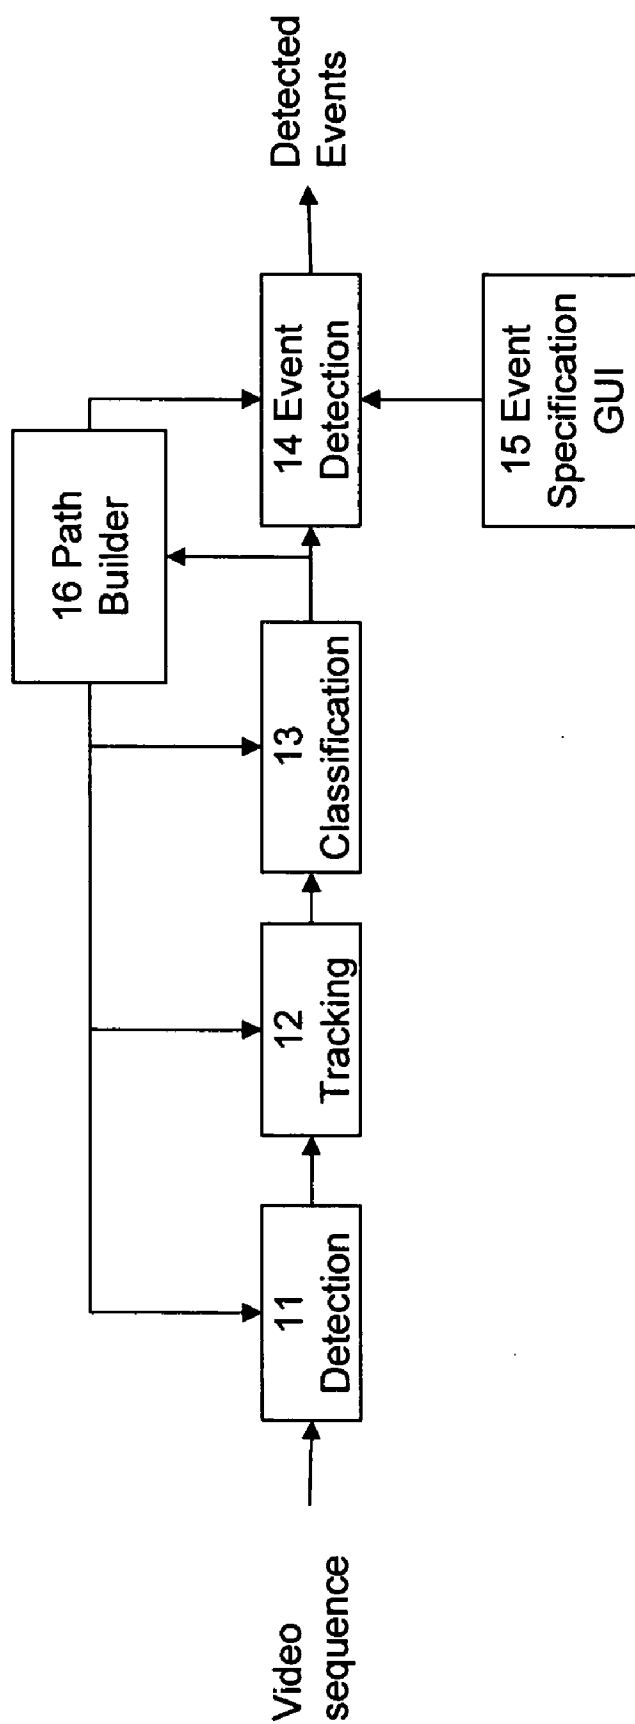 16 Path
Builder
Video
sequence
11
Detection
12
Tracking
13
Classification
14 Event
Detection
Detected
Events
15 Event
Specification
GUI